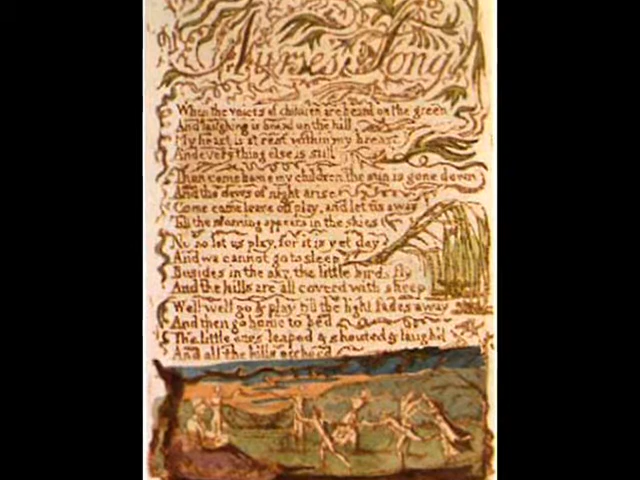 Nurse's Song
When the voices of children are heard on the green
And laughing is heard on the hill
My heart is at rest within my breast
And every thing else is still
Then come home my children the sun is gone down
And the dews of night arise
Come come leave off play, and let us away
Till the morning appears in the skies
No no let us play, for it is yet day
And we cannot go to sleep
Besides in the sky, the little birds fly
And the hills are all coverd with sheep
Well well go & play till the light fades away
And then go home to bed
The little ones leaped & shouted & laugh'd
And all the hills ecchoed